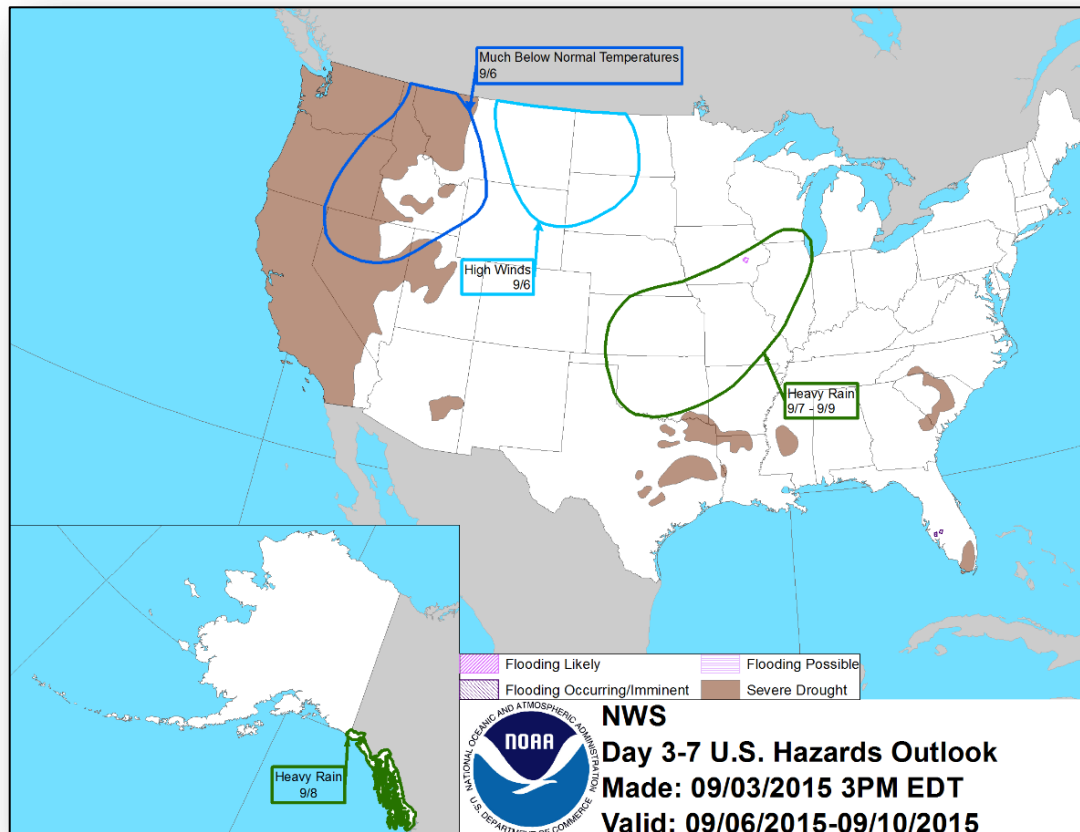 Much Below Normal Temperatures
9/6
High Winds
9/6
Heavy Rain
9/7 - 9/9
Heavy Rain
9/8
Flooding Likely
Flooding Possible
Flooding Occurring/Imminent
Severe Drought
NATIONAL OCEANIC AND ATMOSPHERIC ADMINISTRATION
NOAA
U.S. DEPARTMENT OF COMMERCE
NWS
Day 3-7 U.S. Hazards Outlook
Made: 09/03/2015 3PM EDT
Valid: 09/06/2015-09/10/2015